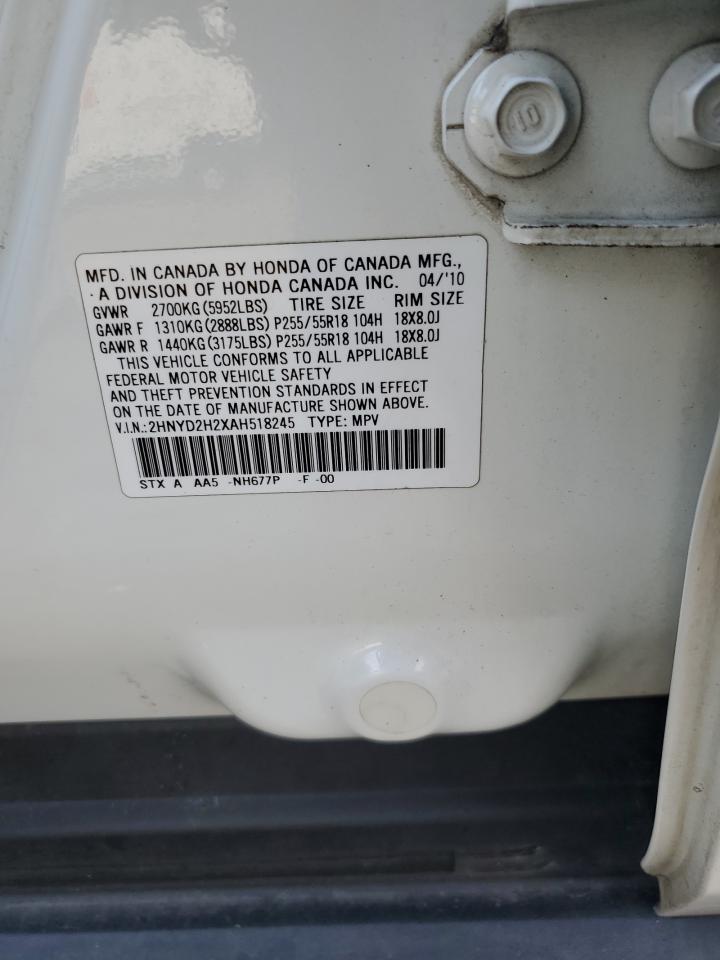 10
MFD. IN CANADA BY HONDA OF CANADA MFG.,
A DIVISION OF HONDA CANADA INC. 04/'10
GVWR 2700KG(5952LBS) TIRE SIZE RIM SIZE
GAWR F 1310KG(2888LBS) P255/55R18 104H 18X8.0J
GAWR R 1440KG(3175LBS) P255/55R18 104H 18X8.0J
THIS VEHICLE CONFORMS TO ALL APPLICABLE
FEDERAL MOTOR VEHICLE SAFETY
AND THEFT PREVENTION STANDARDS IN EFFECT
ON THE DATE OF MANUFACTURE SHOWN ABOVE.
V.I.N.:2HNYD2H2XAH518245 TYPE: MPV
STX A AA5 -NH677P -F -00